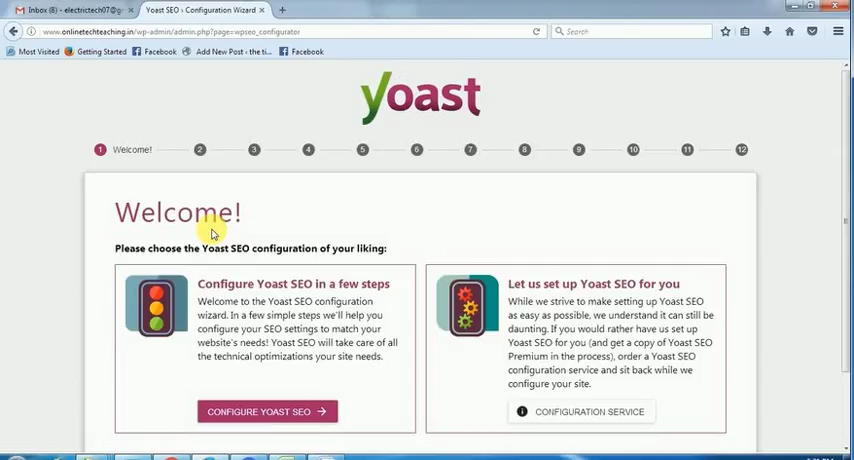 Inbox (8) - electrictech07@g
Yoast SEO › Configuration Wizard
www.onlinetechteaching.in/wp-admin/admin.php?page=wpseo_configurator
Search
Most Visited Getting Started Facebook Add New Post ‹ the ti... Facebook
yoast
1 Welcome! 2 3 4 5 6 7 8 9 10 11 12
Welcome!
Please choose the Yoast SEO configuration of your liking:
Configure Yoast SEO in a few steps
Welcome to the Yoast SEO configuration
wizard. In a few simple steps we'll help you
configure your SEO settings to match your
website's needs! Yoast SEO will take care of all
the technical optimizations your site needs.
CONFIGURE YOAST SEO
Let us set up Yoast SEO for you
While we strive to make setting up Yoast SEO
as easy as possible, we understand it can still be
daunting. If you would rather have us set up
Yoast SEO for you (and get a copy of Yoast SEO
Premium in the process), order a Yoast SEO
configuration service and sit back while we
configure your site.
CONFIGURATION SERVICE